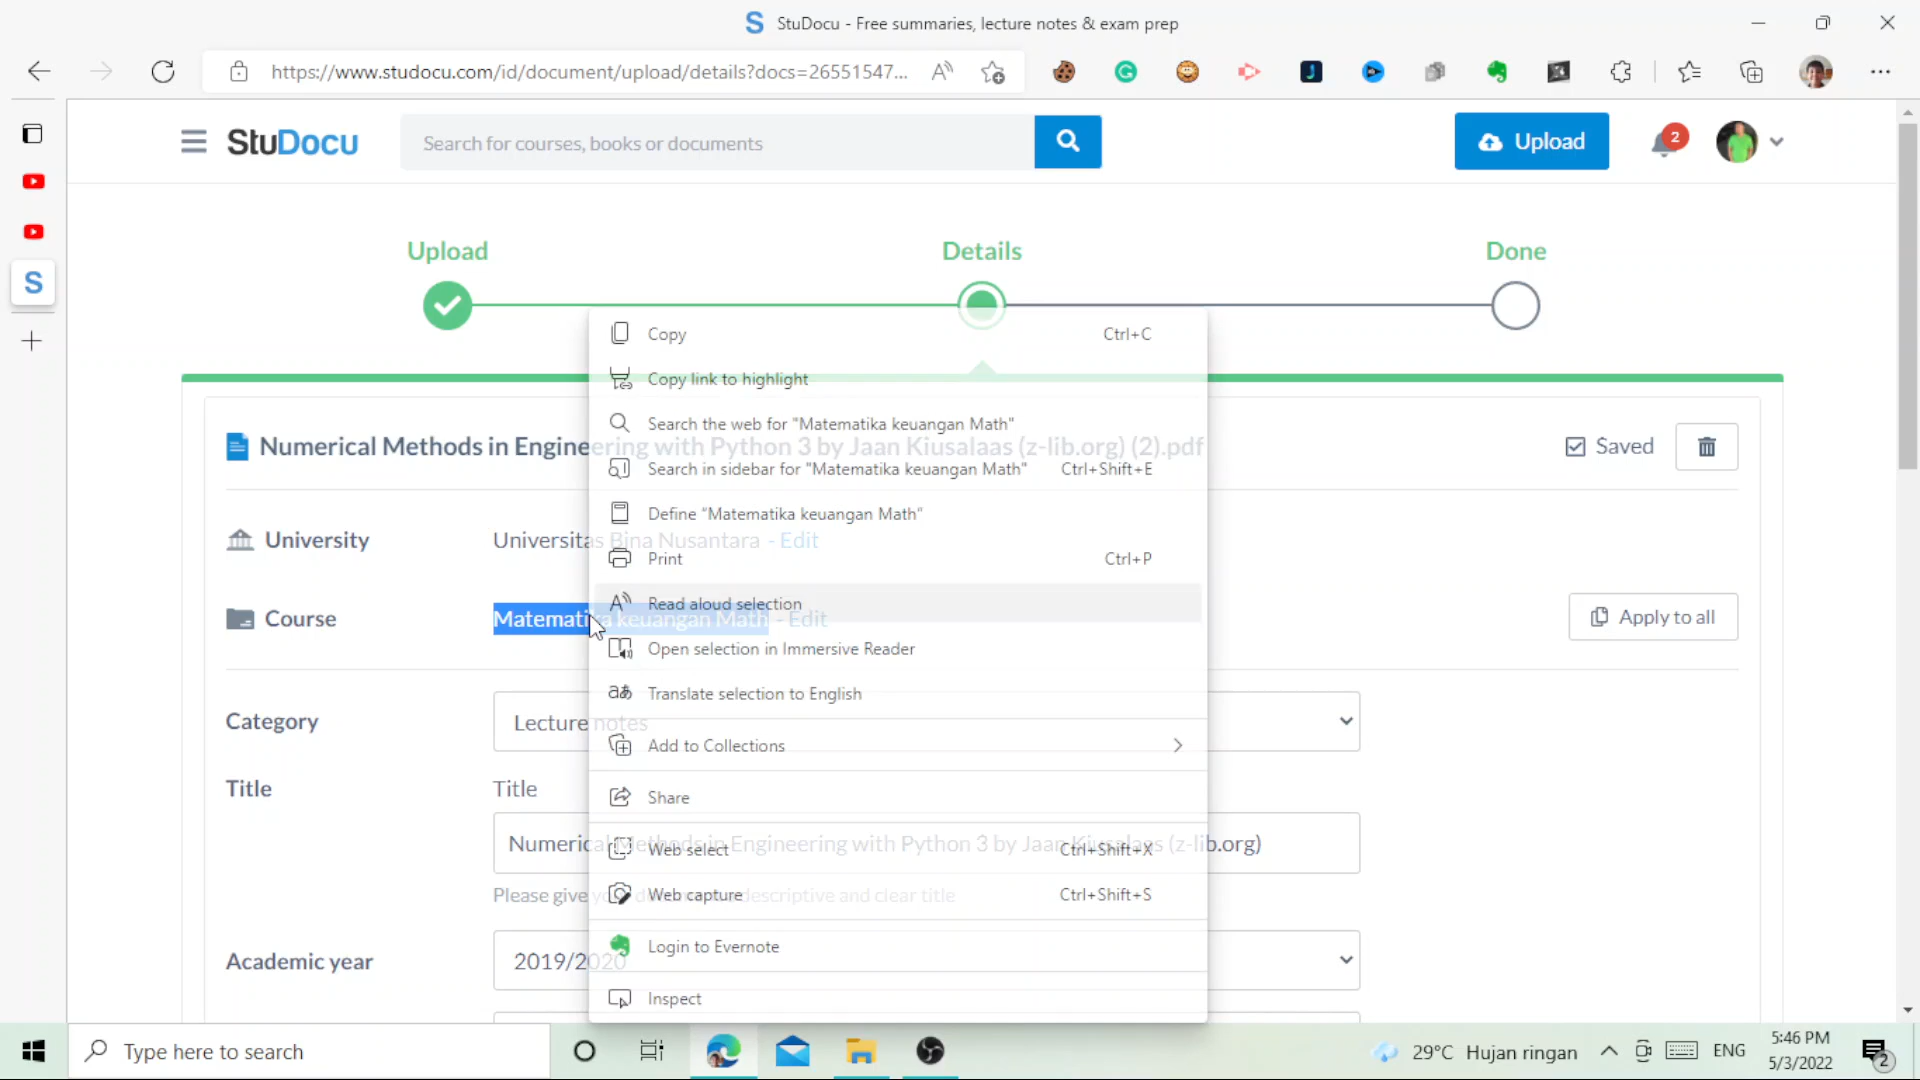 StuDocu - Free summaries, lecture notes & exam prep
https://www.studocu.com/id/document/upload/details?docs=26551547...
StuDocu
Search for courses, books or documents
Upload
2
Upload
Details
Done
Copy Ctrl+C
Copy link to highlight
Search the web for "Matematika keuangan Math"
Numerical Methods in Engineering with Python 3 by Jaan Kiusalaas (z-lib.org) (2).pdf
Saved
Search in sidebar for "Matematika keuangan Math" Ctrl+Shift+E
Define "Matematika keuangan Math"
University
Universitas Bina Nusantara - Edit
Print Ctrl+P
Read aloud selection
Course
Matematika keuangan Math - Edit
Apply to all
Open selection in Immersive Reader
Translate selection to English
Category
Lecture notes
Add to Collections
Title
Title
Share
Numerical Methods in Engineering with Python 3 by Jaan Kiusalaas (z-lib.org)
Web select Ctrl+Shift+X
Please give your document a descriptive and clear title
Web capture Ctrl+Shift+S
Login to Evernote
Academic year
2019/2020
Inspect
Type here to search
29°C Hujan ringan
ENG
5:46 PM
5/3/2022
2